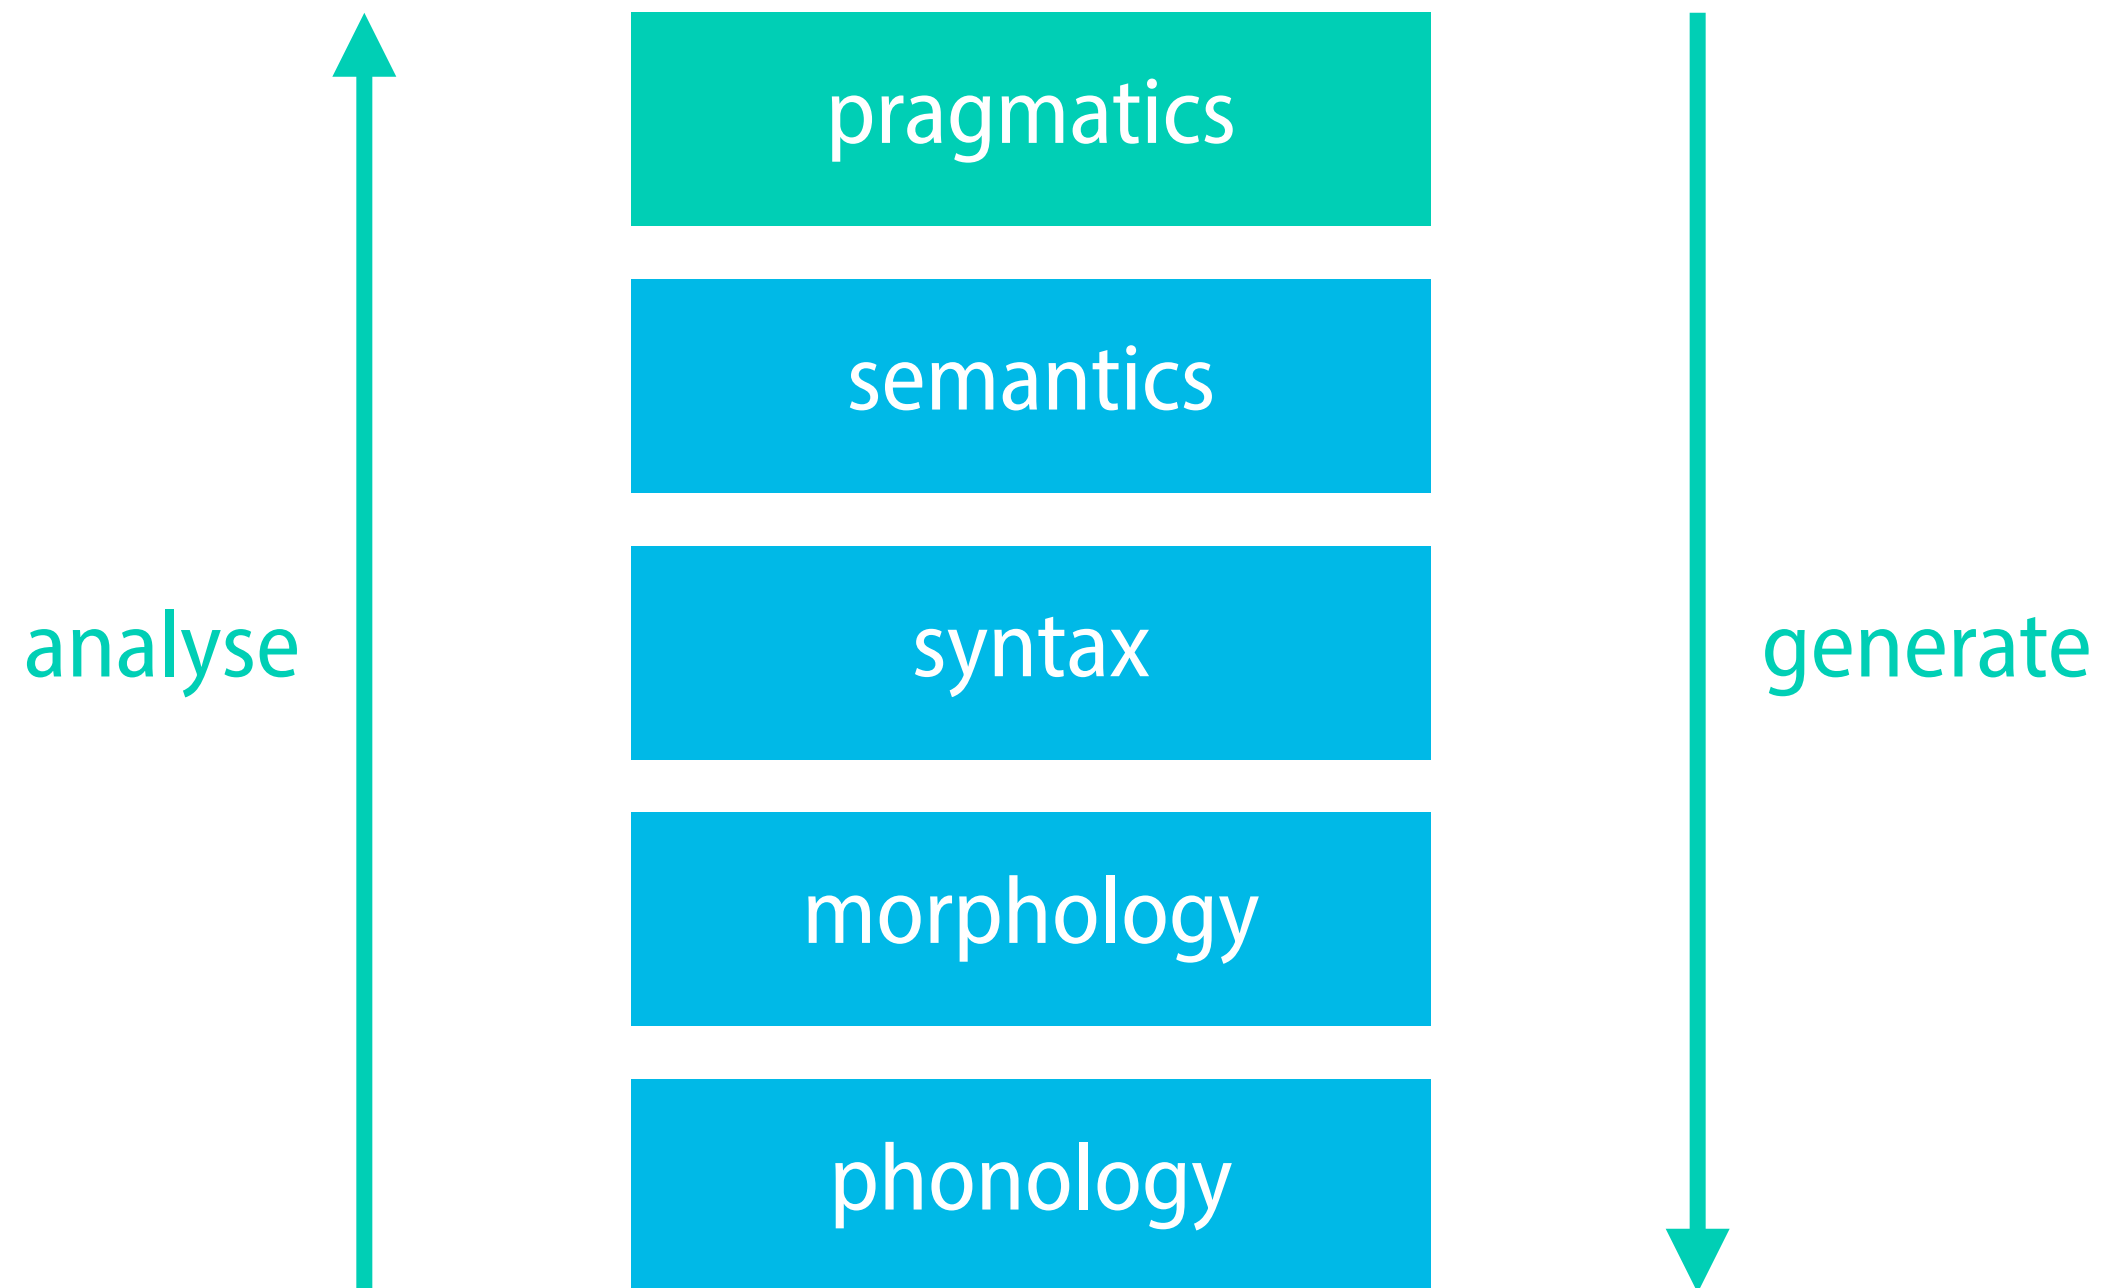 pragmatics
semantics
analyse
syntax
generate
morphology
phonology